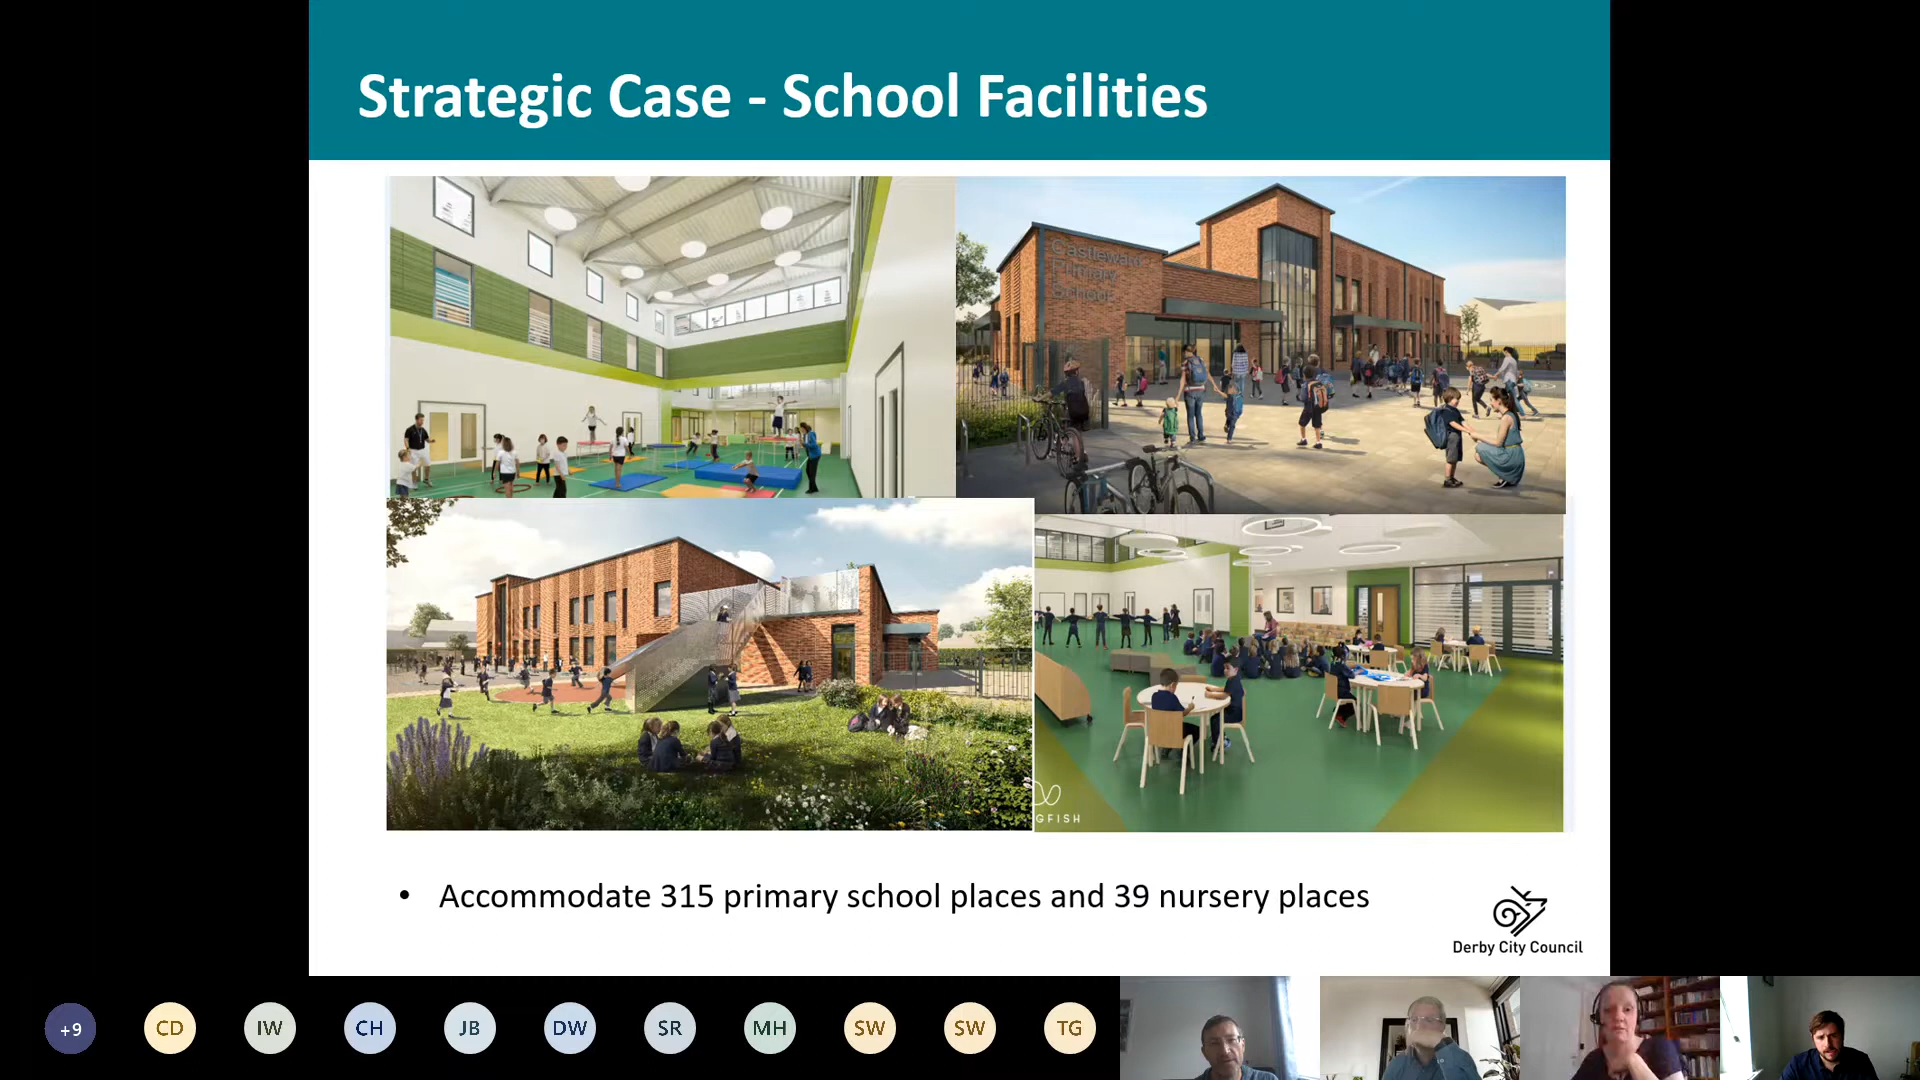 Strategic Case - School Facilities
Castleward
Primary
School
GFISH
• Accommodate 315 primary school places and 39 nursery places
Derby City Council
+9
CD
IW
CH
JB
DW
SR
MH
SW
SW
TG